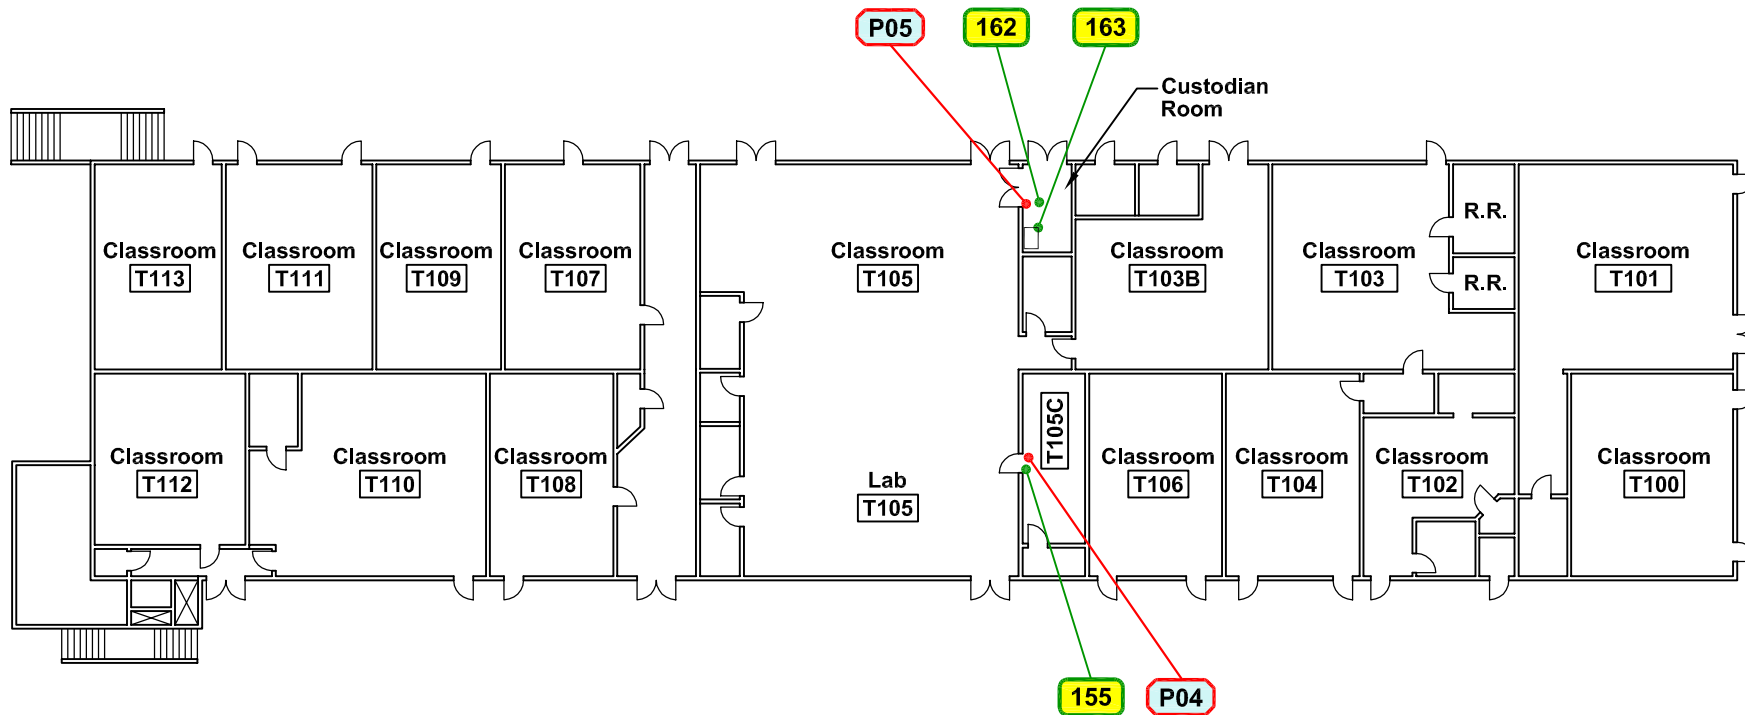 P05
162
163
Custodian
Room
R.R.
Classroom
T113
Classroom
T111
Classroom
T109
Classroom
T107
Classroom
T105
Classroom
T103B
Classroom
T103
R.R.
Classroom
T101
T105C
Classroom
T112
Classroom
T110
Classroom
T108
Lab
T105
Classroom
T106
Classroom
T104
Classroom
T102
Classroom
T100
155
P04